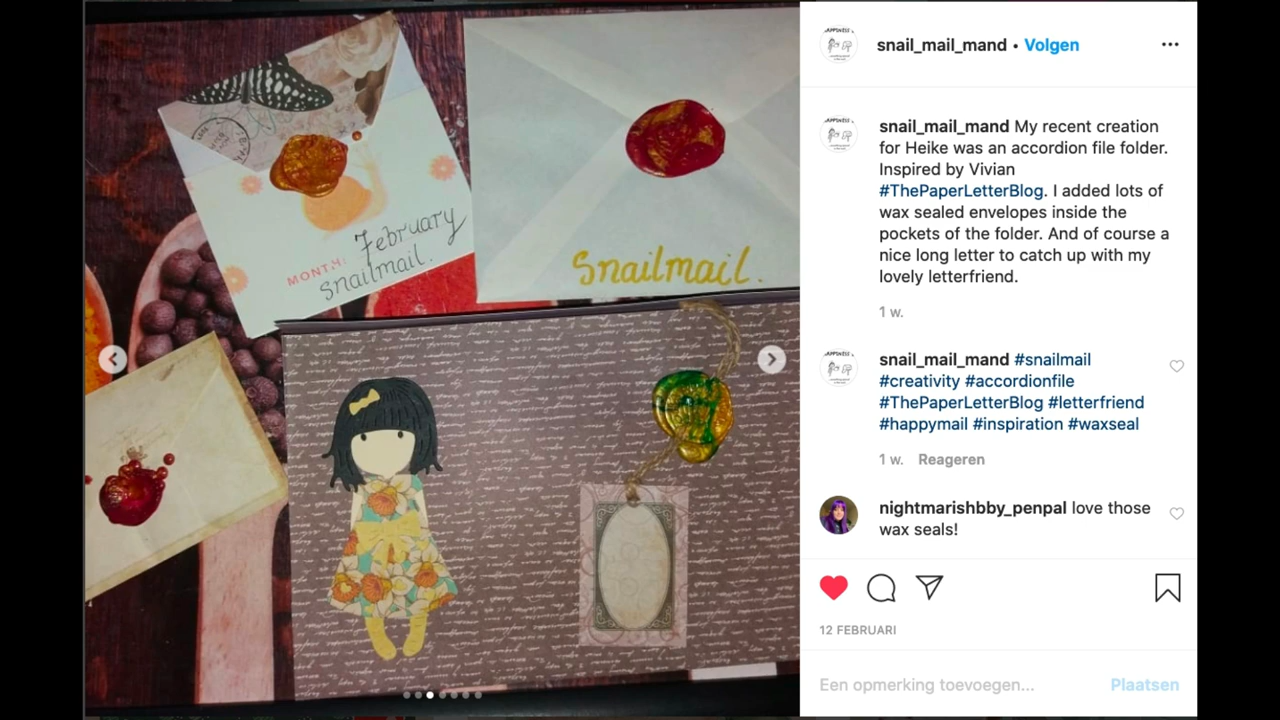 MONTH: February
snailmail.
Snailmail.
snail_mail_mand • Volgen
snail_mail_mand My recent creation
for Heike was an accordion file folder.
Inspired by Vivian
#ThePaperLetterBlog. I added lots of
wax sealed envelopes inside the
pockets of the folder. And of course a
nice long letter to catch up with my
lovely letterfriend.
1 w.
snail_mail_mand #snailmail
#creativity #accordionfile
#ThePaperLetterBlog #letterfriend
#happymail #inspiration #waxseal
1 w. Reageren
nightmarishbby_penpal love those
wax seals!
12 FEBRUARI
Een opmerking toevoegen...
Plaatsen